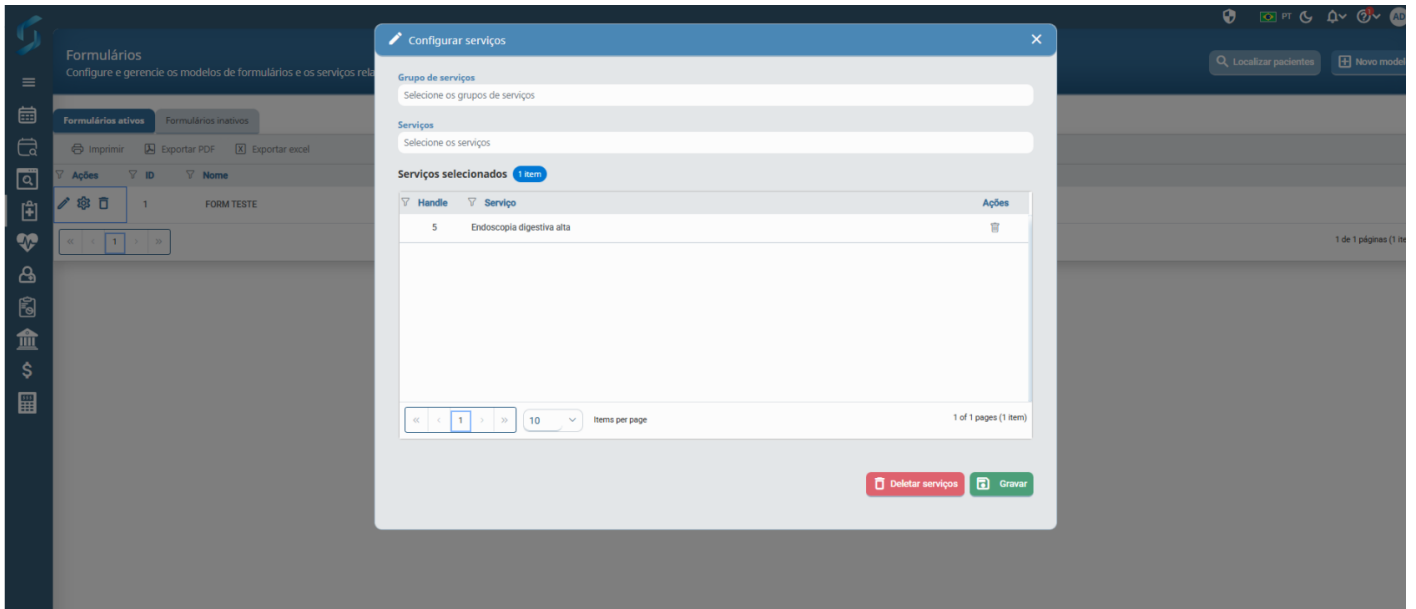 PT
AD
Formulários
Configure e gerencie os modelos de formulários e os serviços rela
Localizar pacientes
Novo model
Formulários ativos
Formulários inativos
Imprimir
Exportar PDF
Exportar excel
Ações
ID
Nome
1
FORM TESTE
1
1 de 1 páginas (1 ite
Configurar serviços
Grupo de serviços
Selecione os grupos de serviços
Serviços
Selecione os serviços
Serviços selecionados 1 item
Handle
Serviço
Ações
5
Endoscopia digestiva alta
1
10
Items per page
1 of 1 pages (1 item)
Deletar serviços
Gravar